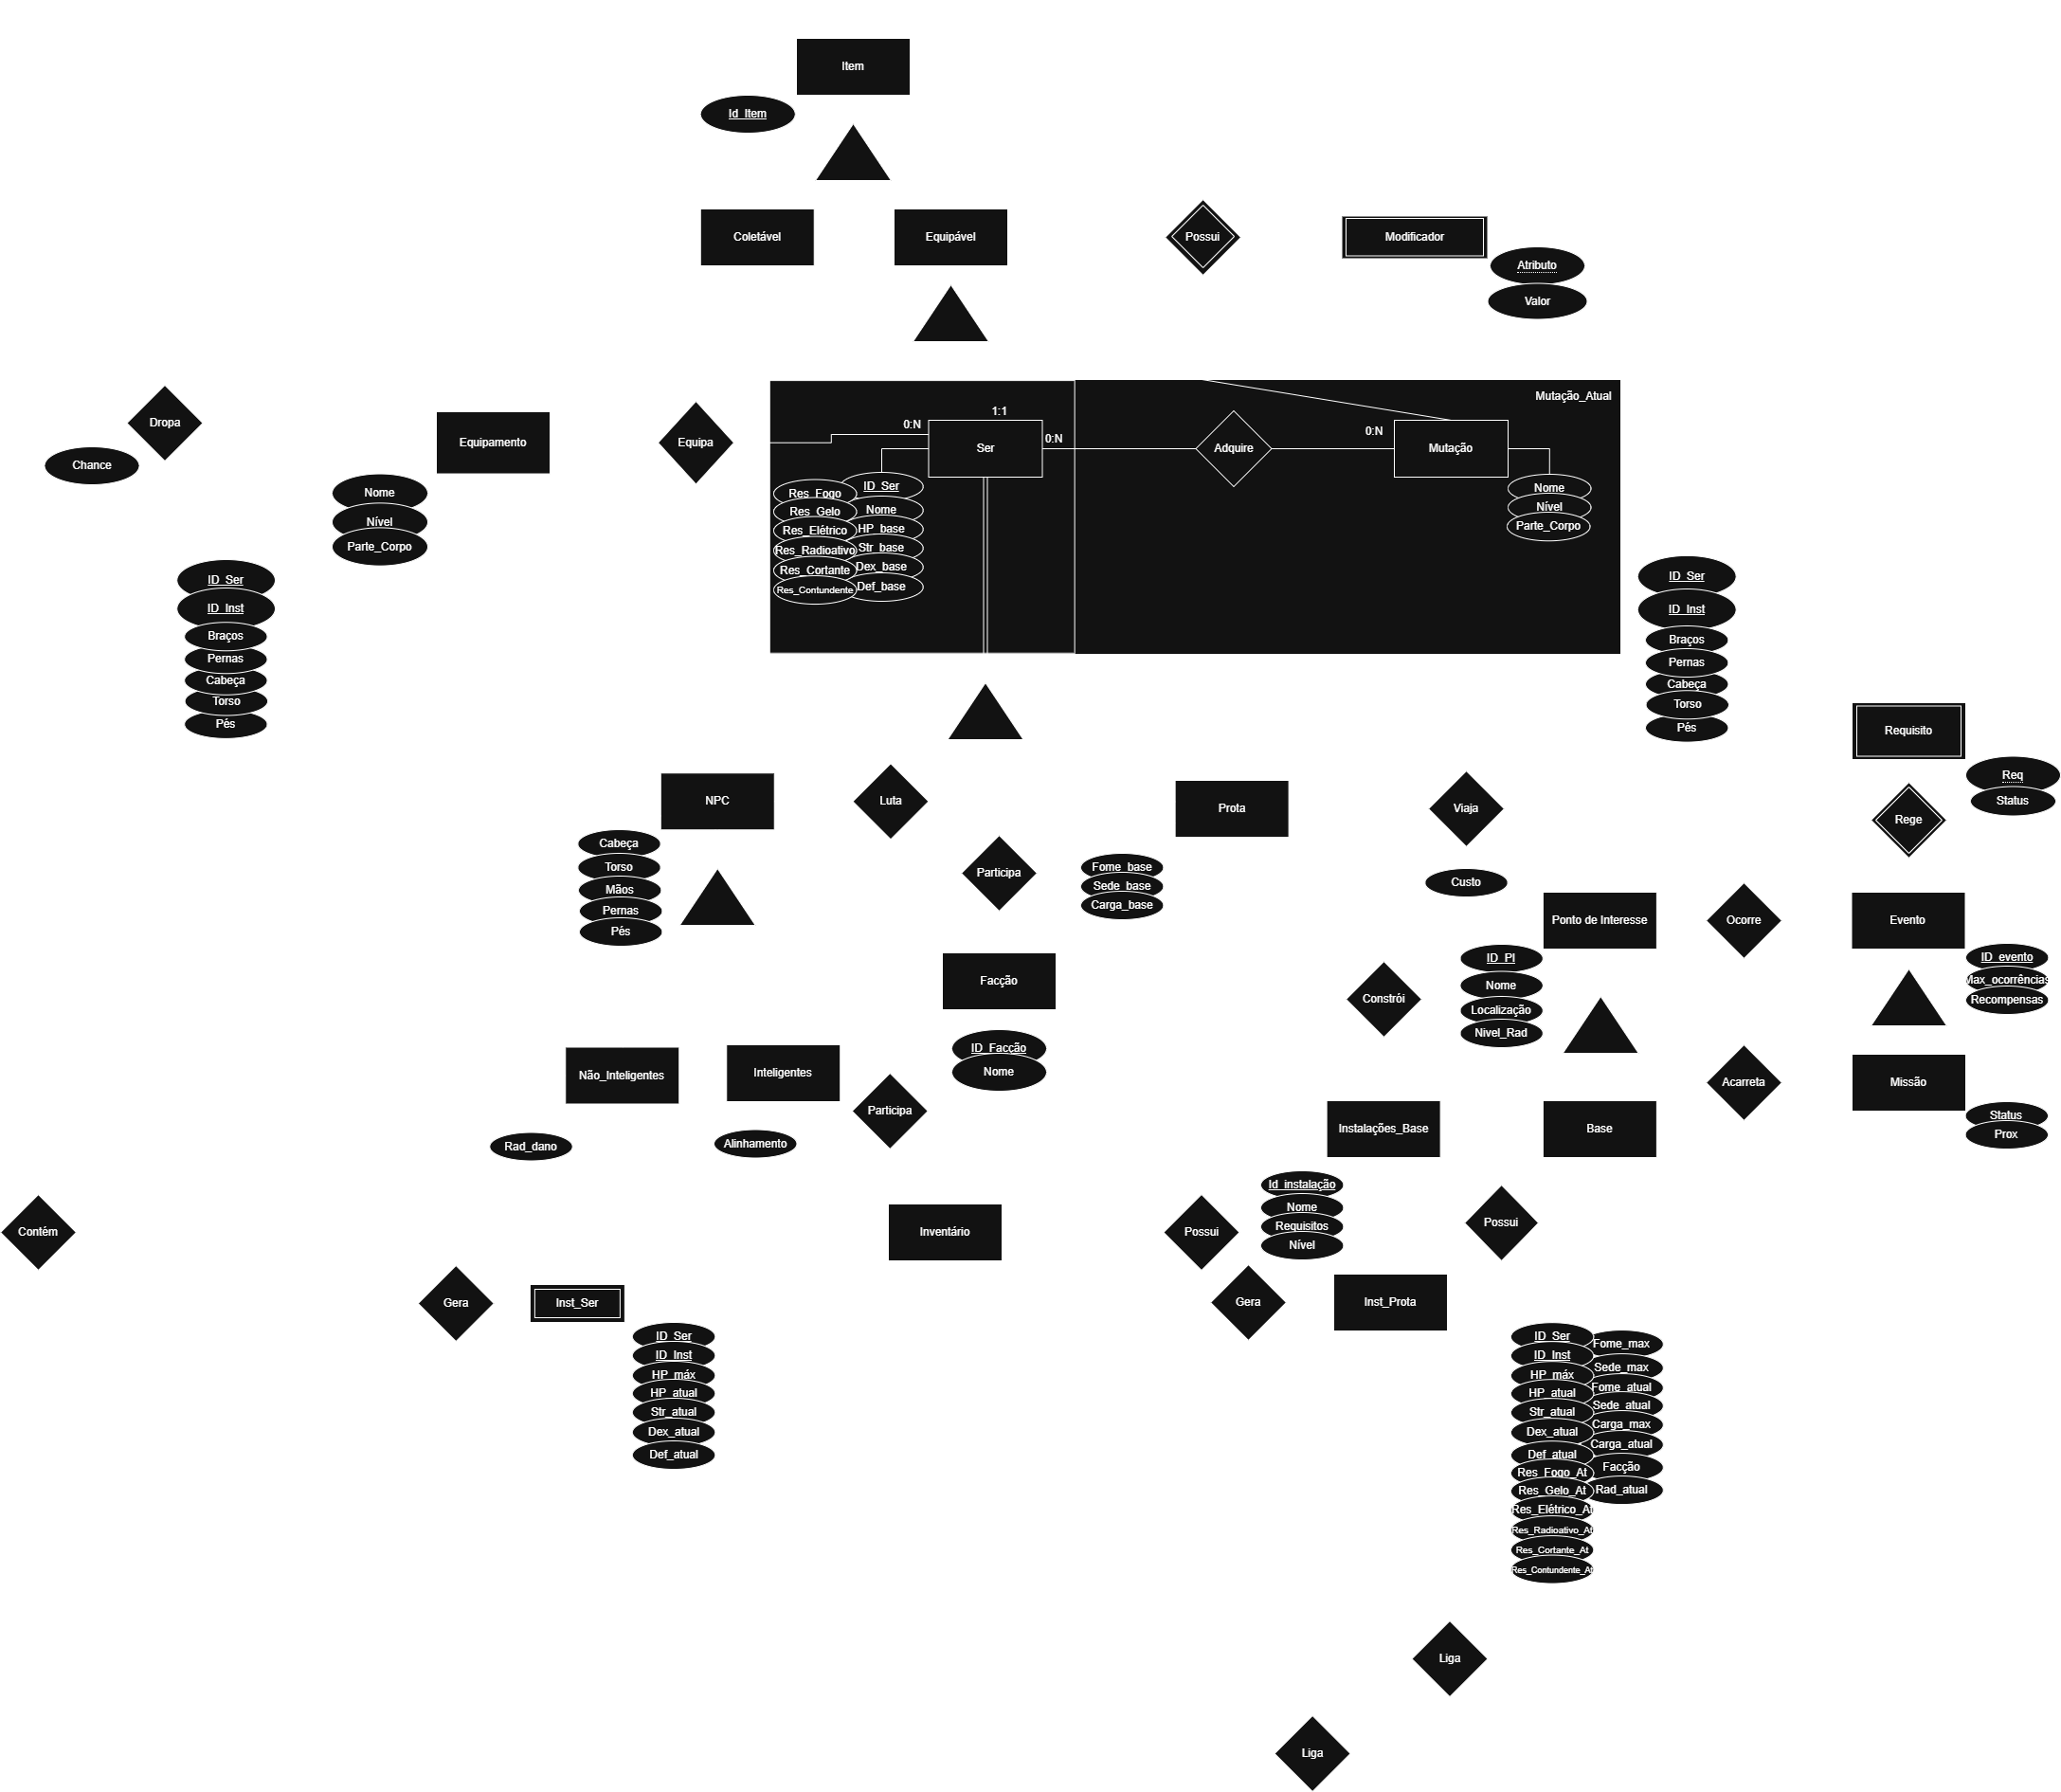 Item
Id_Item
Coletável
Equipável
Possui
Modificador
Atributo
Valor
Dropa
Chance
Equipamento
Nome
Nível
Parte_Corpo
Equipa
Mutação_Atual
1:1
0:N
Ser
0:N
Adquire
0:N
Mutação
ID_Ser
Nome
HP_base
Str_base
Dex_base
Def_base
Res_Fogo
Res_Gelo
Res_Elétrico
Res_Radioativo
Res_Cortante
Res_Contundente
Nome
Nível
Parte_Corpo
ID_Ser
ID_Inst
Braços
Pernas
Cabeça
Torso
Pés
ID_Ser
ID_Inst
Braços
Pernas
Cabeça
Torso
Pés
Requisito
Req
Status
Rege
NPC
Cabeça
Torso
Mãos
Pernas
Pés
Luta
Participa
Prota
Fome_base
Sede_base
Carga_base
Viaja
Custo
Ponto de Interesse
ID_PI
Nome
Localização
Nivel_Rad
Ocorre
Evento
ID_evento
Max_ocorrências
Recompensas
Facção
ID_Facção
Nome
Constrói
Não_Inteligentes
Rad_dano
Inteligentes
Alinhamento
Participa
Acarreta
Missão
Status
Prox
Instalações_Base
Id_instalação
Nome
Requisitos
Nível
Base
Possui
Contém
Inventário
Possui
Gera
Inst_Ser
ID_Ser
ID_Inst
HP_máx
HP_atual
Str_atual
Dex_atual
Def_atual
Gera
Inst_Prota
ID_Ser
ID_Inst
HP_máx
HP_atual
Str_atual
Dex_atual
Def_atual
Res_Fogo_At
Res_Gelo_At
Res_Elétrico_At
Res_Radioativo_At
Res_Cortante_At
Res_Contundente_At
Fome_max
Sede_max
Fome_atual
Sede_atual
Carga_max
Carga_atual
Facção
Rad_atual
Liga
Liga